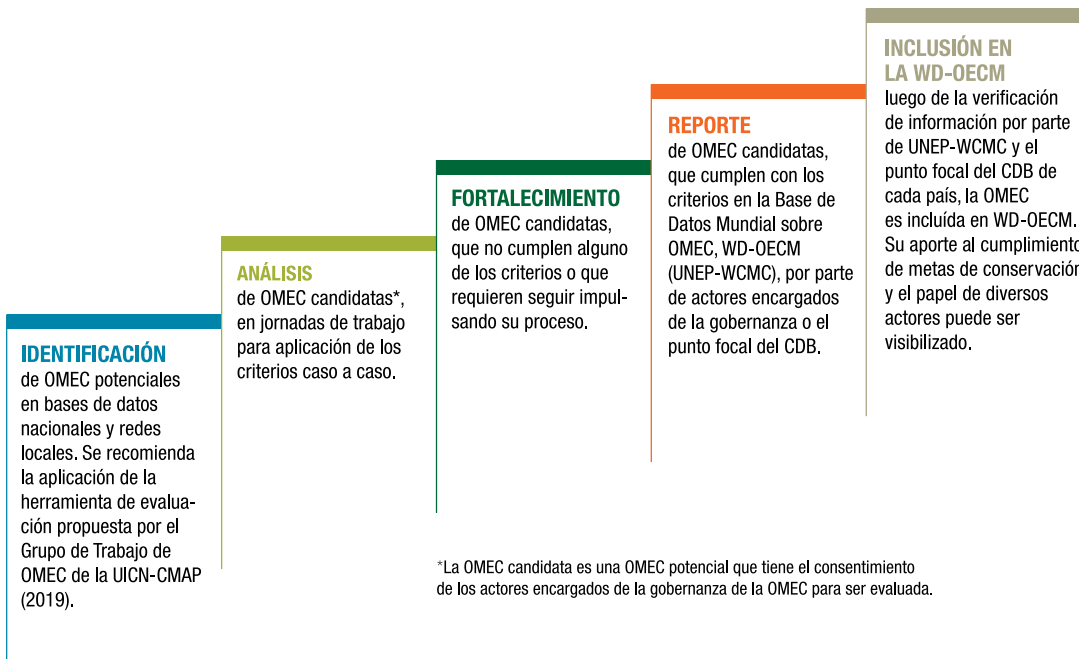 IDENTIFICACIÓN
de OMEC potenciales
en bases de datos
nacionales y redes
locales. Se recomienda
la aplicación de la
herramienta de evalua-
ción propuesta por el
Grupo de Trabajo de
OMEC de la UICN-CMAP
(2019).
ANÁLISIS
de OMEC candidatas*,
en jornadas de trabajo
para aplicación de los
criterios caso a caso.
FORTALECIMIENTO
de OMEC candidatas,
que no cumplen alguno
de los criterios o que
requieren seguir impul-
sando su proceso.
REPORTE
de OMEC candidatas,
que cumplen con los
criterios en la Base de
Datos Mundial sobre
OMEC, WD-OECM
(UNEP-WCMC), por parte
de actores encargados
de la gobernanza o el
punto focal del CDB.
INCLUSIÓN EN
LA WD-OECM
luego de la verificación
de información por parte
de UNEP-WCMC y el
punto focal del CDB de
cada país, la OMEC
es incluída en WD-OECM.
Su aporte al cumplimiento
de metas de conservación
y el papel de diversos
actores puede ser
visibilizado.
*La OMEC candidata es una OMEC potencial que tiene el consentimiento
de los actores encargados de la gobernanza de la OMEC para ser evaluada.